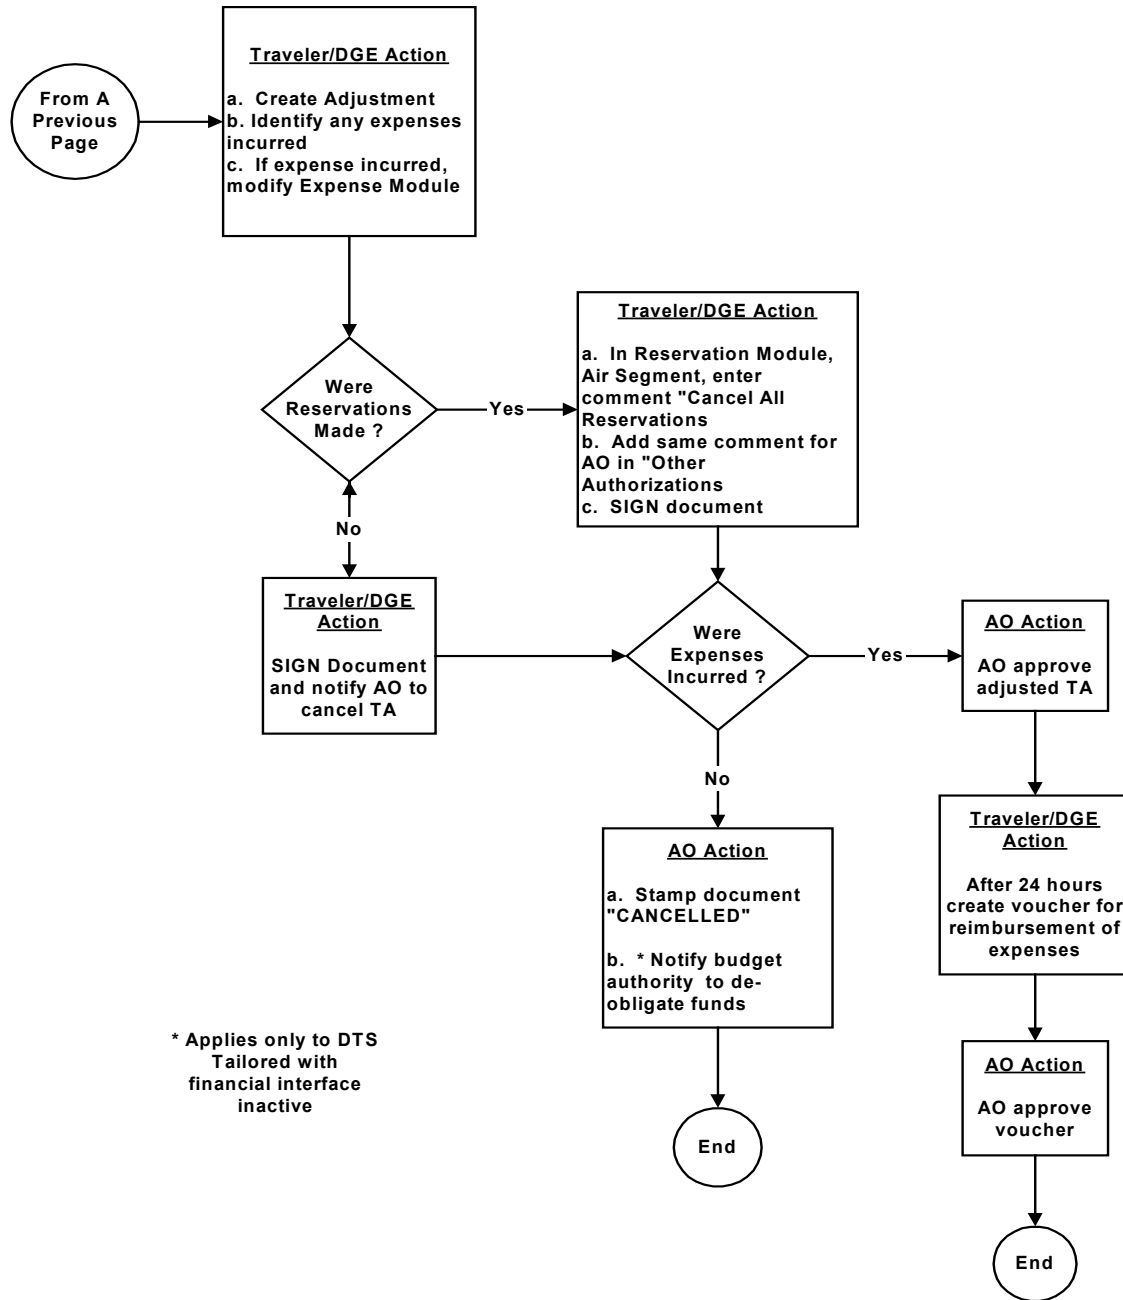 From A
Previous
Page
Traveler/DGE Action
a. Create Adjustment
b. Identify any expenses
incurred
c. If expense incurred,
modify Expense Module
Were
Reservations
Made ?
Yes
Traveler/DGE Action
a. In Reservation Module,
Air Segment, enter
comment "Cancel All
Reservations
b. Add same comment for
AO in "Other
Authorizations
c. SIGN document
No
Traveler/DGE
Action
SIGN Document
and notify AO to
cancel TA
Were
Expenses
Incurred ?
Yes
AO Action
AO approve
adjusted TA
No
AO Action
a. Stamp document
"CANCELLED"
b. * Notify budget
authority to de-
obligate funds
Traveler/DGE
Action
After 24 hours
create voucher for
reimbursement of
expenses
* Applies only to DTS
Tailored with
financial interface
inactive
AO Action
AO approve
voucher
End
End